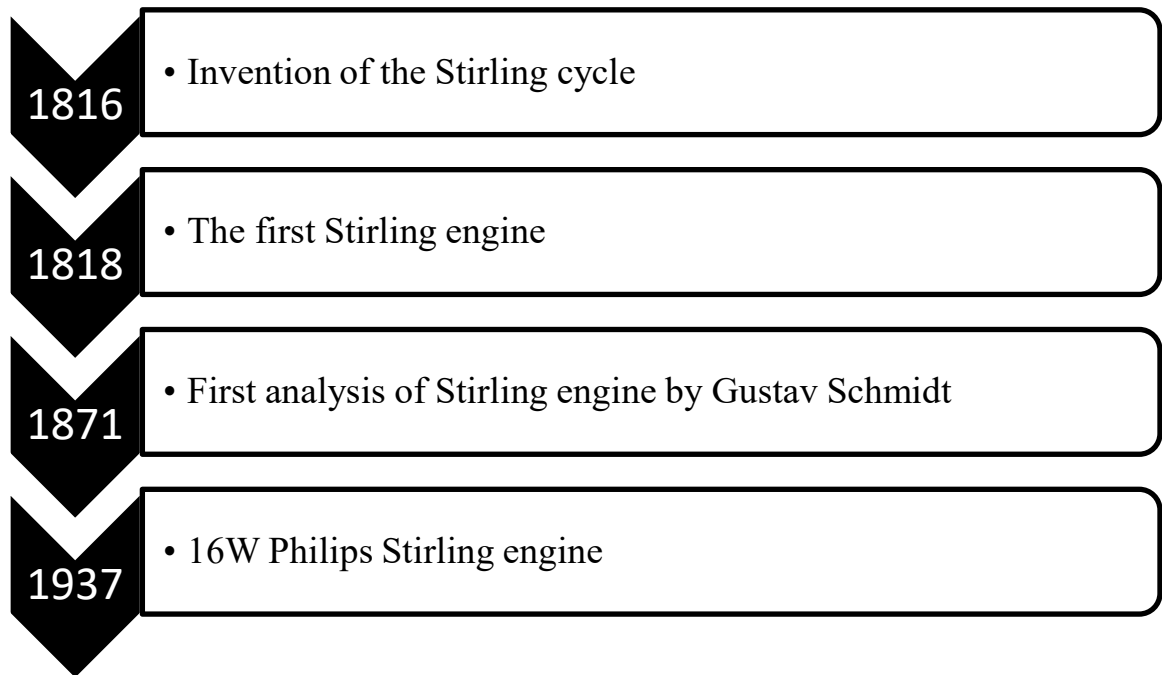 1816
• Invention of the Stirling cycle
1818
• The first Stirling engine
1871
• First analysis of Stirling engine by Gustav Schmidt
1937
• 16W Philips Stirling engine